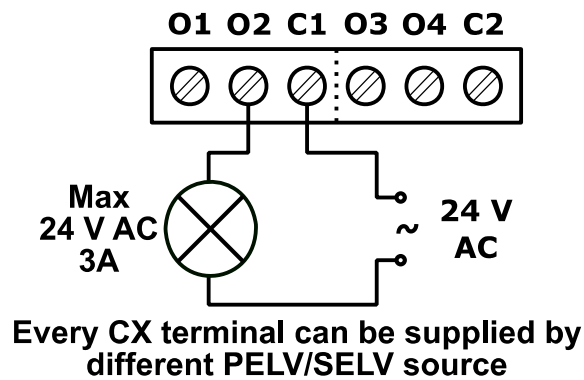 O1 O2 C1 O3 O4 C2
Max
24 V AC
3A
24 V
~
AC
Every CX terminal can be supplied by
different PELV/SELV source